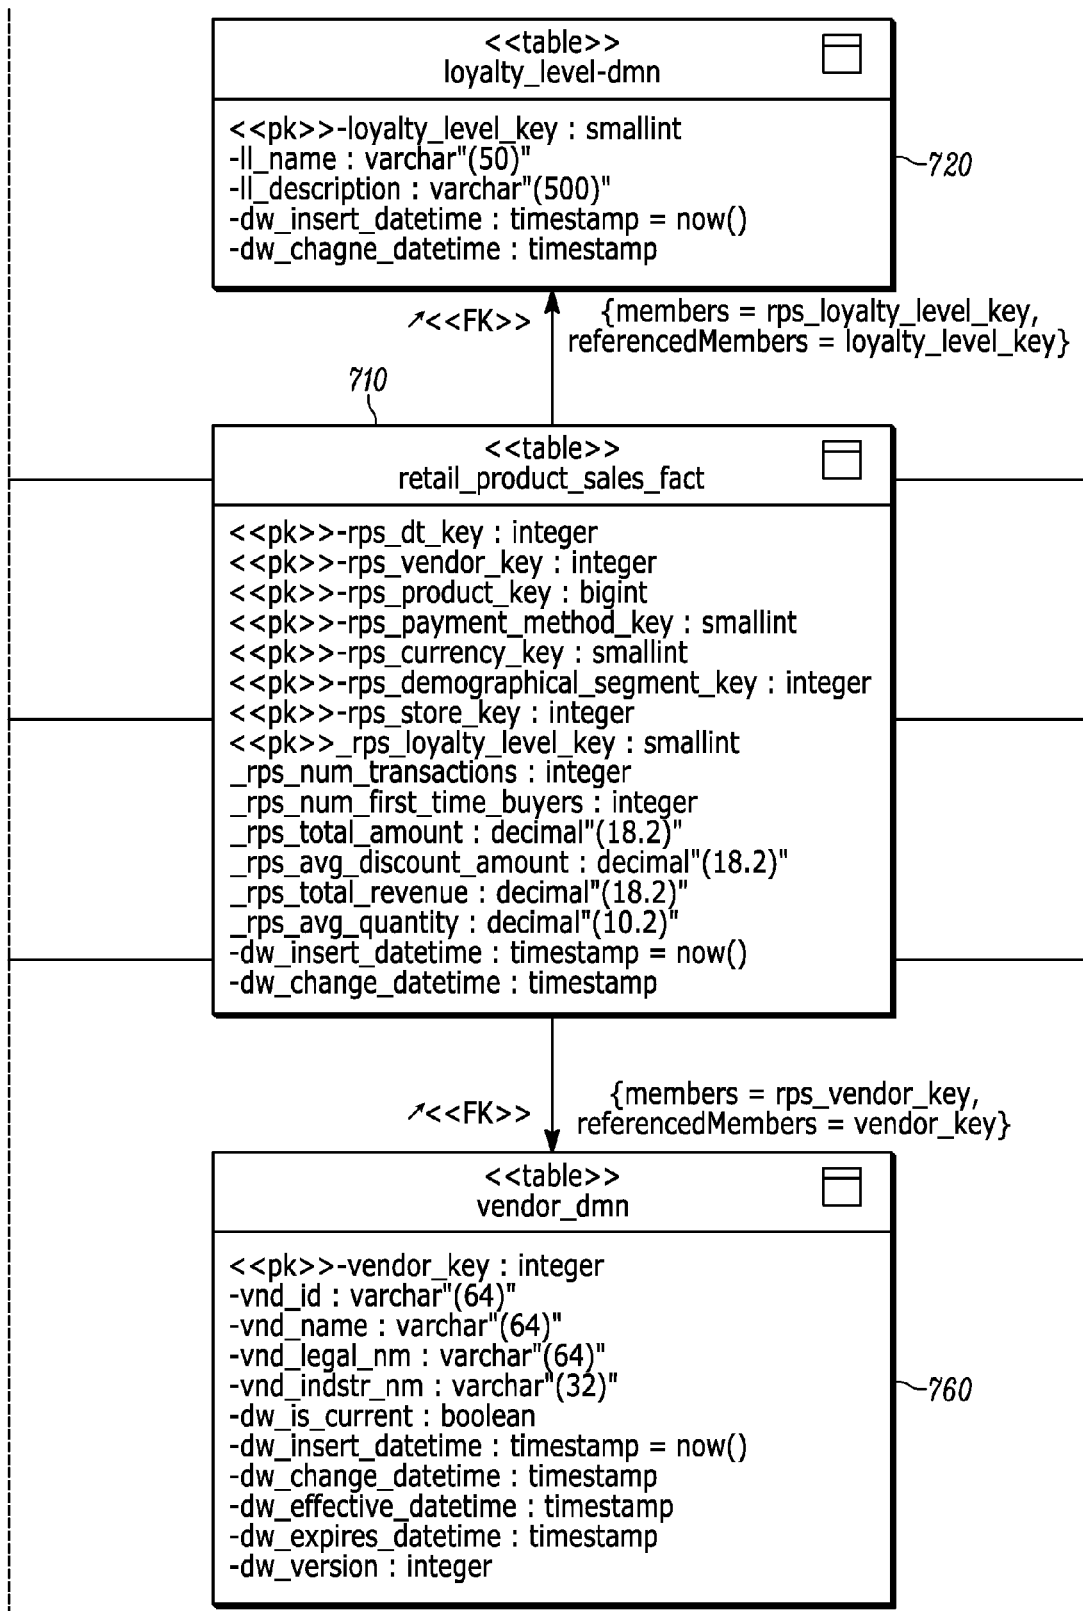 <<table>>
loyalty_level-dmn
<<pk>>-loyalty_level_key : smallint
-ll_name : varchar"(50)"
-ll_description : varchar"(500)"
-dw_insert_datetime : timestamp = now()
-dw_chagne_datetime : timestamp
720
<<FK>>
{members = rps_loyalty_level_key,
referencedMembers = loyalty_level_key}
710
<<table>>
retail_product_sales_fact
<<pk>>-rps_dt_key : integer
<<pk>>-rps_vendor_key : integer
<<pk>>-rps_product_key : bigint
<<pk>>-rps_payment_method_key : smallint
<<pk>>-rps_currency_key : smallint
<<pk>>-rps_demographical_segment_key : integer
<<pk>>-rps_store_key : integer
<<pk>>_rps_loyalty_level_key : smallint
_rps_num_transactions : integer
_rps_num_first_time_buyers : integer
_rps_total_amount : decimal"(18.2)"
_rps_avg_discount_amount : decimal"(18.2)"
_rps_total_revenue : decimal"(18.2)"
_rps_avg_quantity : decimal"(10.2)"
-dw_insert_datetime : timestamp = now()
-dw_change_datetime : timestamp
<<FK>>
{members = rps_vendor_key,
referencedMembers = vendor_key}
<<table>>
vendor_dmn
<<pk>>-vendor_key : integer
-vnd_id : varchar"(64)"
-vnd_name : varchar"(64)"
-vnd_legal_nm : varchar"(64)"
-vnd_indstr_nm : varchar"(32)"
-dw_is_current : boolean
-dw_insert_datetime : timestamp = now()
-dw_change_datetime : timestamp
-dw_effective_datetime : timestamp
-dw_expires_datetime : timestamp
-dw_version : integer
760